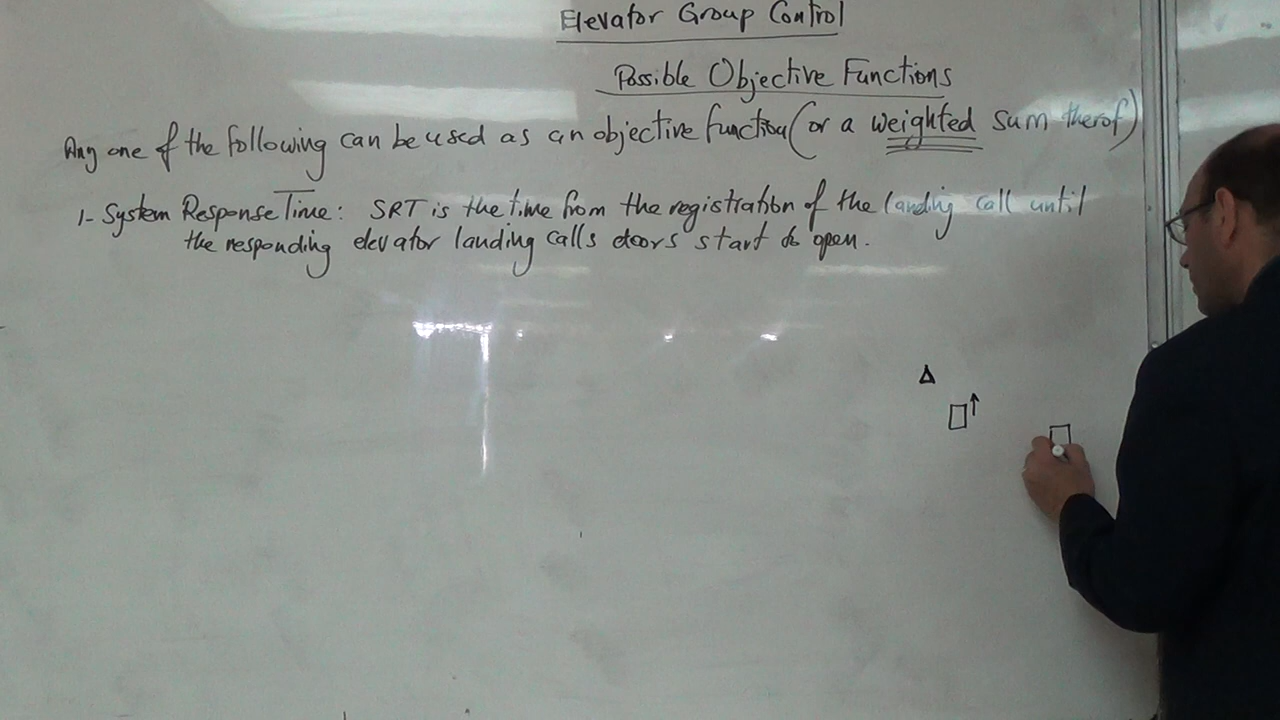 Elevator Group Control
Possible Objective Functions
Any one of the following can be used as an objective function (or a weighted sum therof)
1- System Response Time: SRT is the time from the registration of the landing call until
the responding elevator landing calls doors start to open.